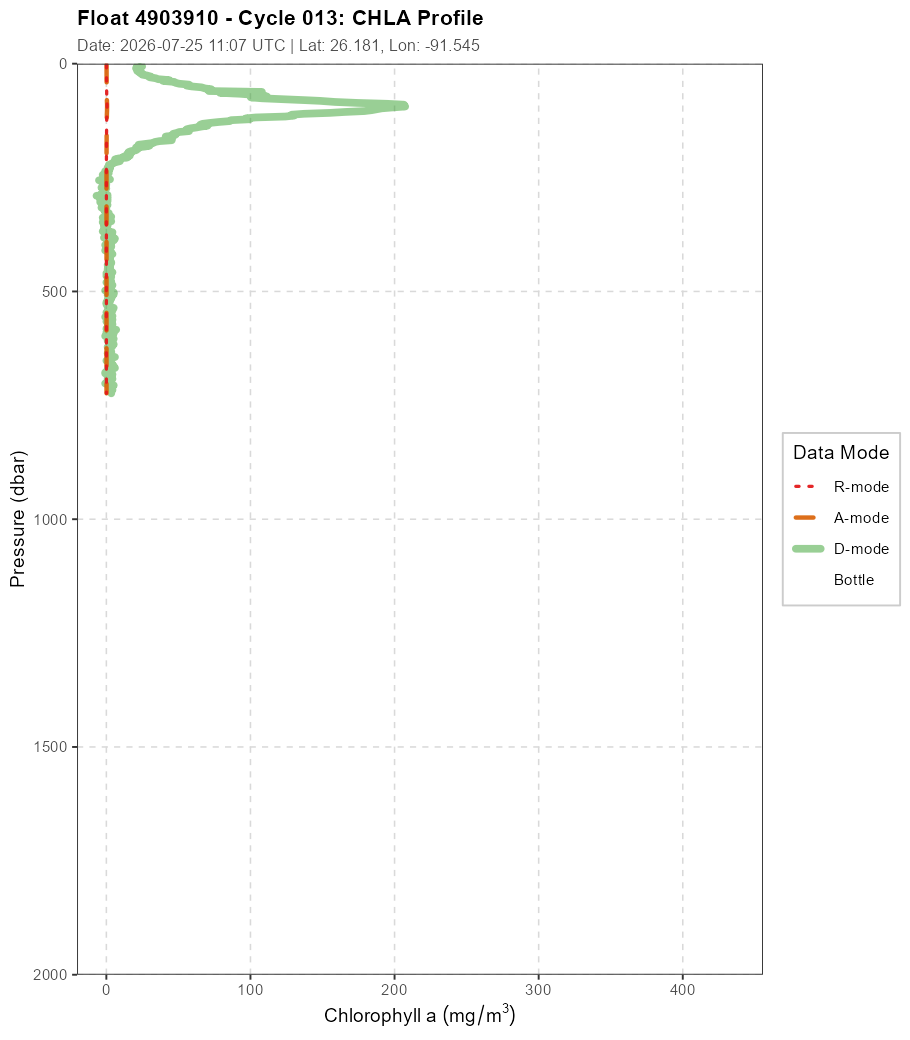 Float 4903910 - Cycle 013: CHLA Profile
Date: 2026-07-25 11:07 UTC | Lat: 26.181, Lon: -91.545
0
500
1000
1500
2000
Pressure (dbar)
0 100 200 300 400
Chlorophyll a (mg/m³)
Data Mode
R-mode
A-mode
D-mode
Bottle